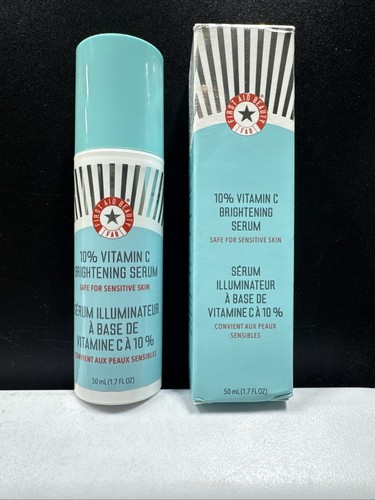 FIRST AID BEAUTY
FAB
10% VITAMIN C
BRIGHTENING SERUM
SAFE FOR SENSITIVE SKIN
SÉRUM ILLUMINATEUR
À BASE DE
VITAMINE C À 10 %
CONVIENT AUX PEAUX SENSIBLES
50 mL (1.7 FL OZ)
FIRST AID BEAUTY
FAB
10% VITAMIN C
BRIGHTENING
SERUM
SAFE FOR SENSITIVE SKIN
SÉRUM
ILLUMINATEUR
À BASE DE
VITAMINE C À 10 %
CONVIENT AUX PEAUX
SENSIBLES
50 mL (1.7 FL OZ)